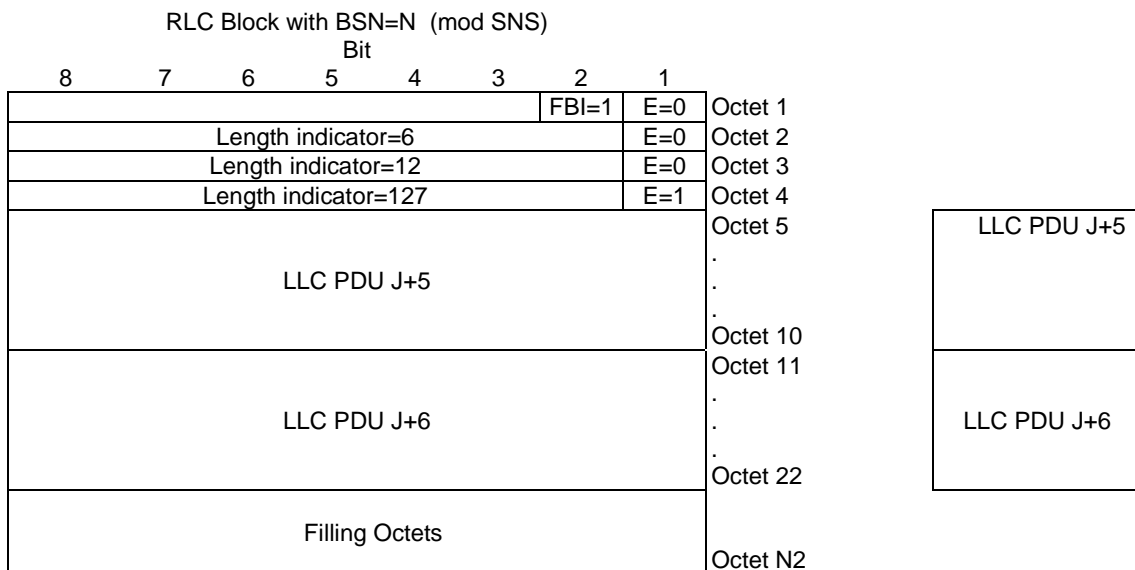 RLC Block with BSN=N (mod SNS)
Bit
8 7 6 5 4 3 2 1
FBI=1 E=0 Octet 1
Length indicator=6 E=0 Octet 2
Length indicator=12 E=0 Octet 3
Length indicator=127 E=1 Octet 4
Octet 5 LLC PDU J+5
.
LLC PDU J+5 .
.
Octet 10
Octet 11
.
LLC PDU J+6 . LLC PDU J+6
.
Octet 22
Filling Octets
Octet N2